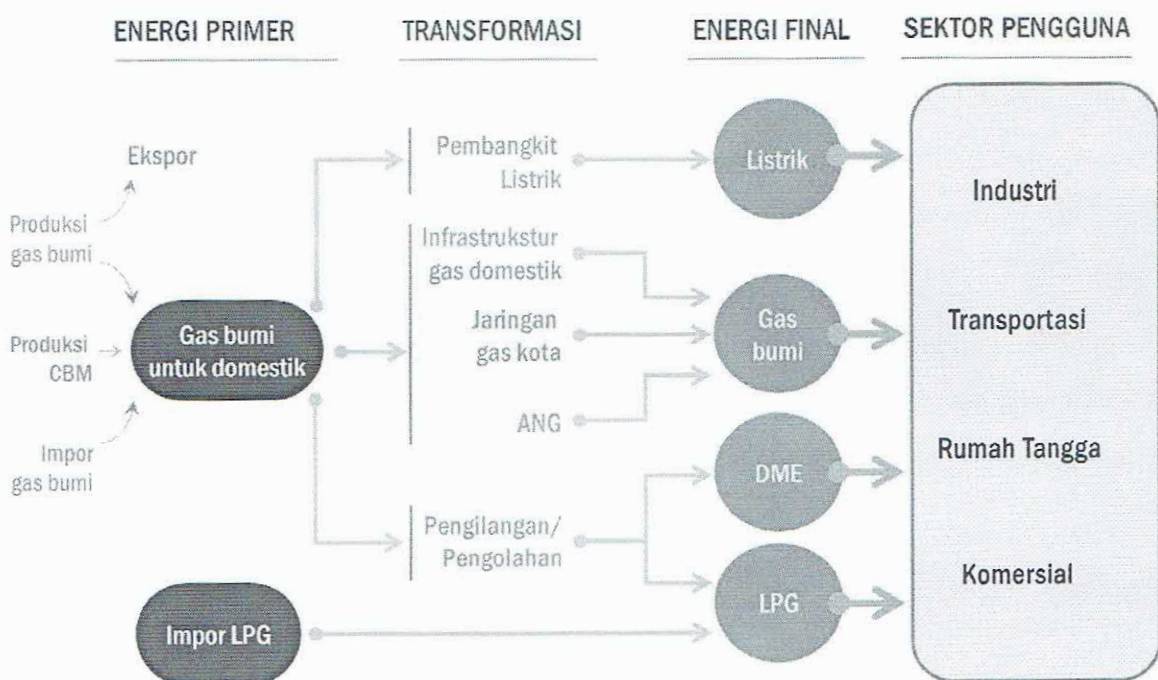 ENERGI PRIMER
TRANSFORMASI
ENERGI FINAL
SEKTOR PENGGUNA
Ekspor
Produksi
gas bumi
Produksi
CBM
Impor
gas bumi
Gas bumi
untuk domestik
Impor LPG
Pembangkit
Listrik
Infrastrukstur
gas domestik
Jaringan
gas kota
ANG
Pengilangan/
Pengolahan
Listrik
Gas
bumi
DME
LPG
Industri
Transportasi
Rumah Tangga
Komersial